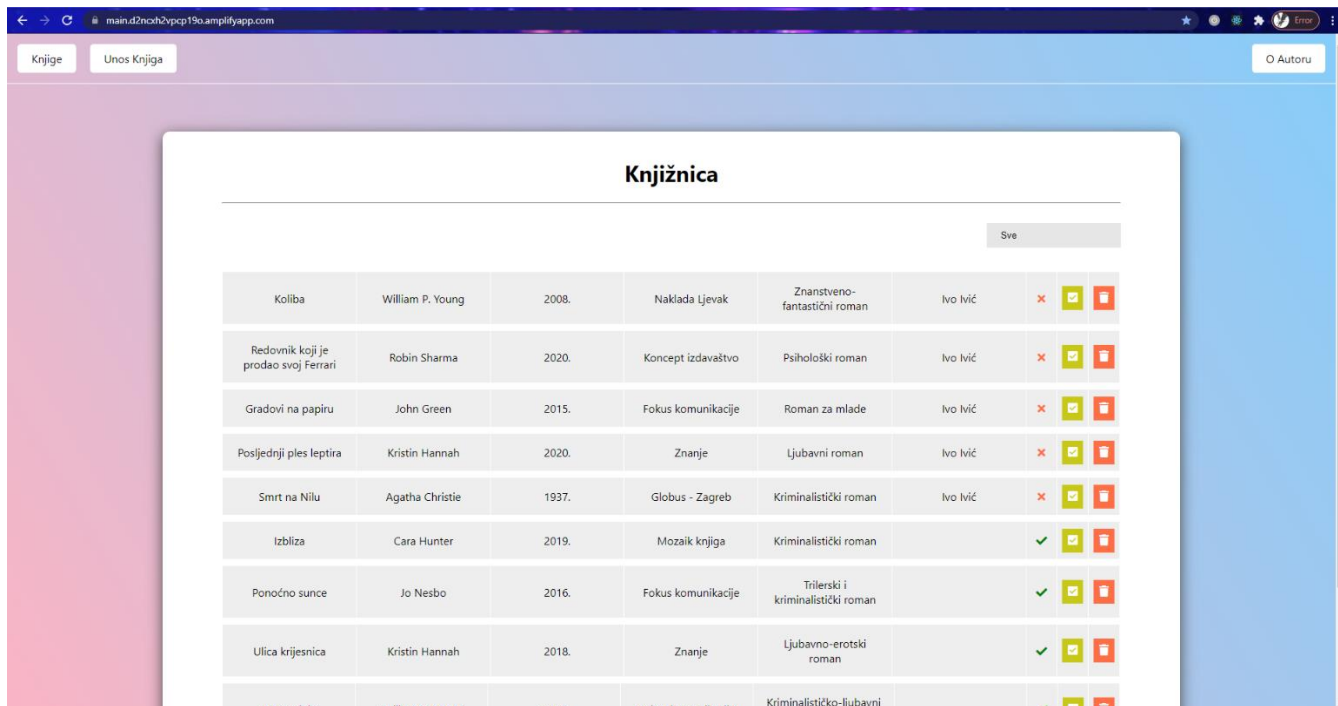 main.d2ncxh2vpcp19o.amplifyapp.com
Error
Knjige
Unos Knjiga
O Autoru
Knjižnica
Sve
Koliba William P. Young 2008. Naklada Ljevak Znanstveno-
fantastični roman Ivo Ivić
Redovnik koji je
prodao svoj Ferrari Robin Sharma 2020. Koncept izdavaštvo Psihološki roman Ivo Ivić
Gradovi na papiru John Green 2015. Fokus komunikacije Roman za mlade Ivo Ivić
Posljednji ples leptira Kristin Hannah 2020. Znanje Ljubavni roman Ivo Ivić
Smrt na Nilu Agatha Christie 1937. Globus - Zagreb Kriminalistički roman Ivo Ivić
Izbliza Cara Hunter 2019. Mozaik knjiga Kriminalistički roman
Ponoćno sunce Jo Nesbo 2016. Fokus komunikacije Trilerski i
kriminalistički roman
Ulica krijesnica Kristin Hannah 2018. Znanje Ljubavno-erotski
roman
Kriminalističko-ljubavni